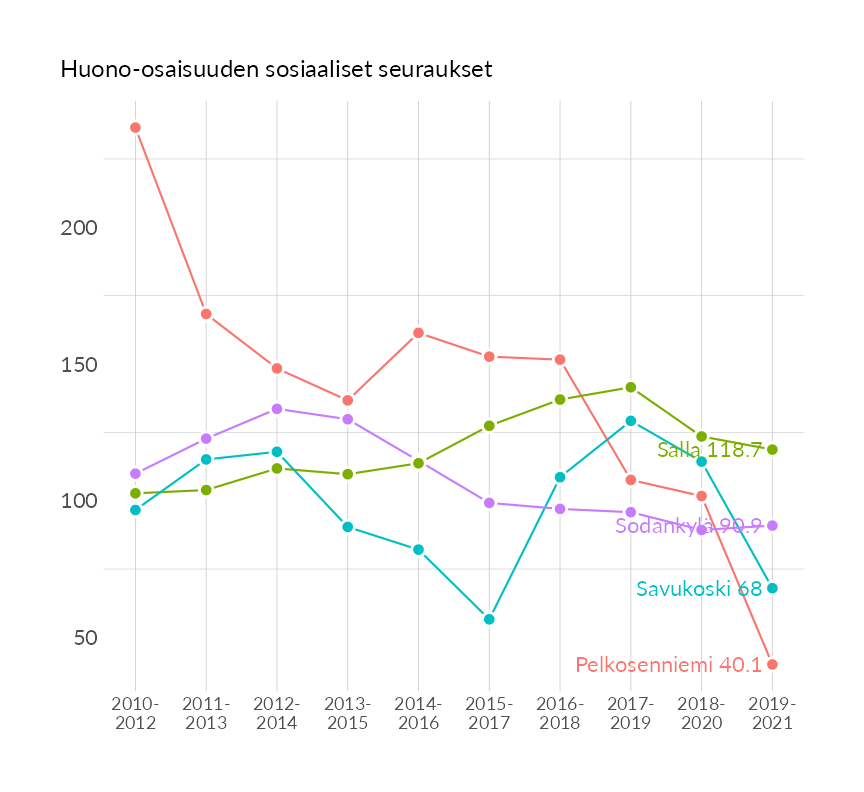 Huono-osaisuuden sosiaaliset seuraukset
200
150
100
50
Salla 118.7
Sodankylä 90.9
Savukoski 68
Pelkosenniemi 40.1
2010- 2011- 2012- 2013- 2014- 2015- 2016- 2017- 2018- 2019-
2012 2013 2014 2015 2016 2017 2018 2019 2020 2021